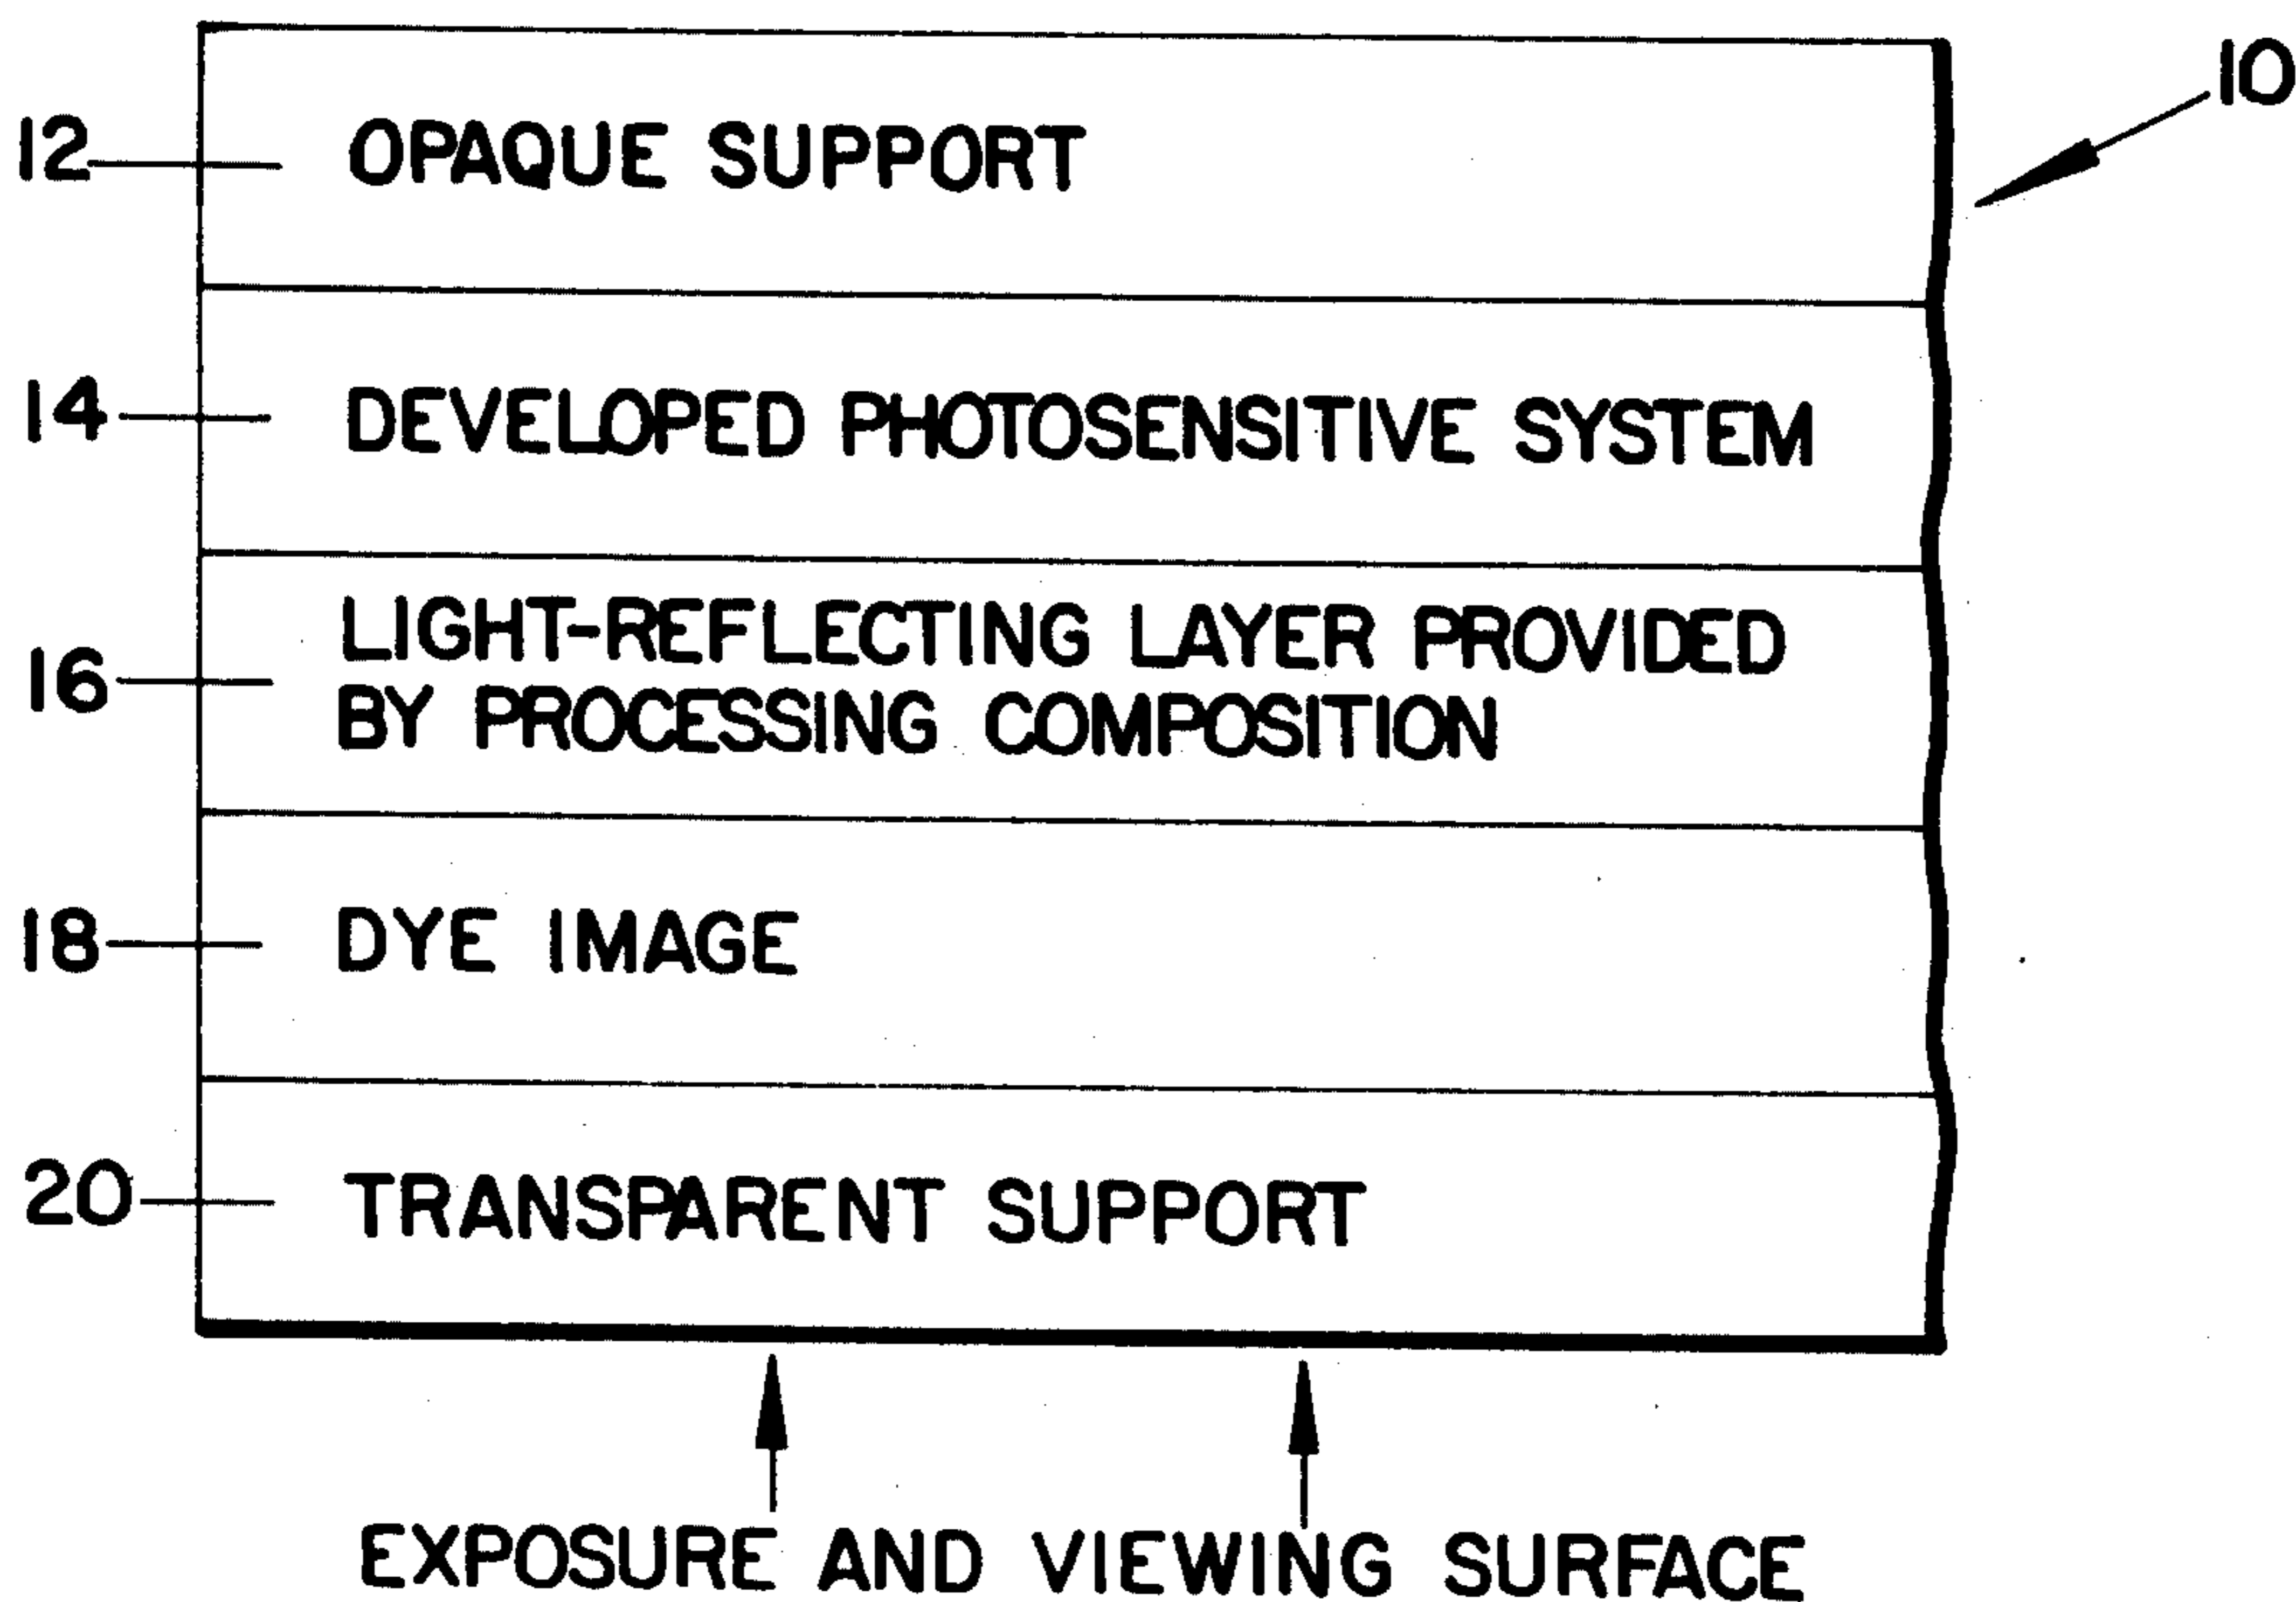 10
12 OPAQUE SUPPORT
14 DEVELOPED PHOTOSENSITIVE SYSTEM
LIGHT-REFLECTING LAYER PROVIDED
16
BY PROCESSING COMPOSITION
18 DYE IMAGE
20 TRANSPARENT SUPPORT
EXPOSURE AND VIEWING SURFACE